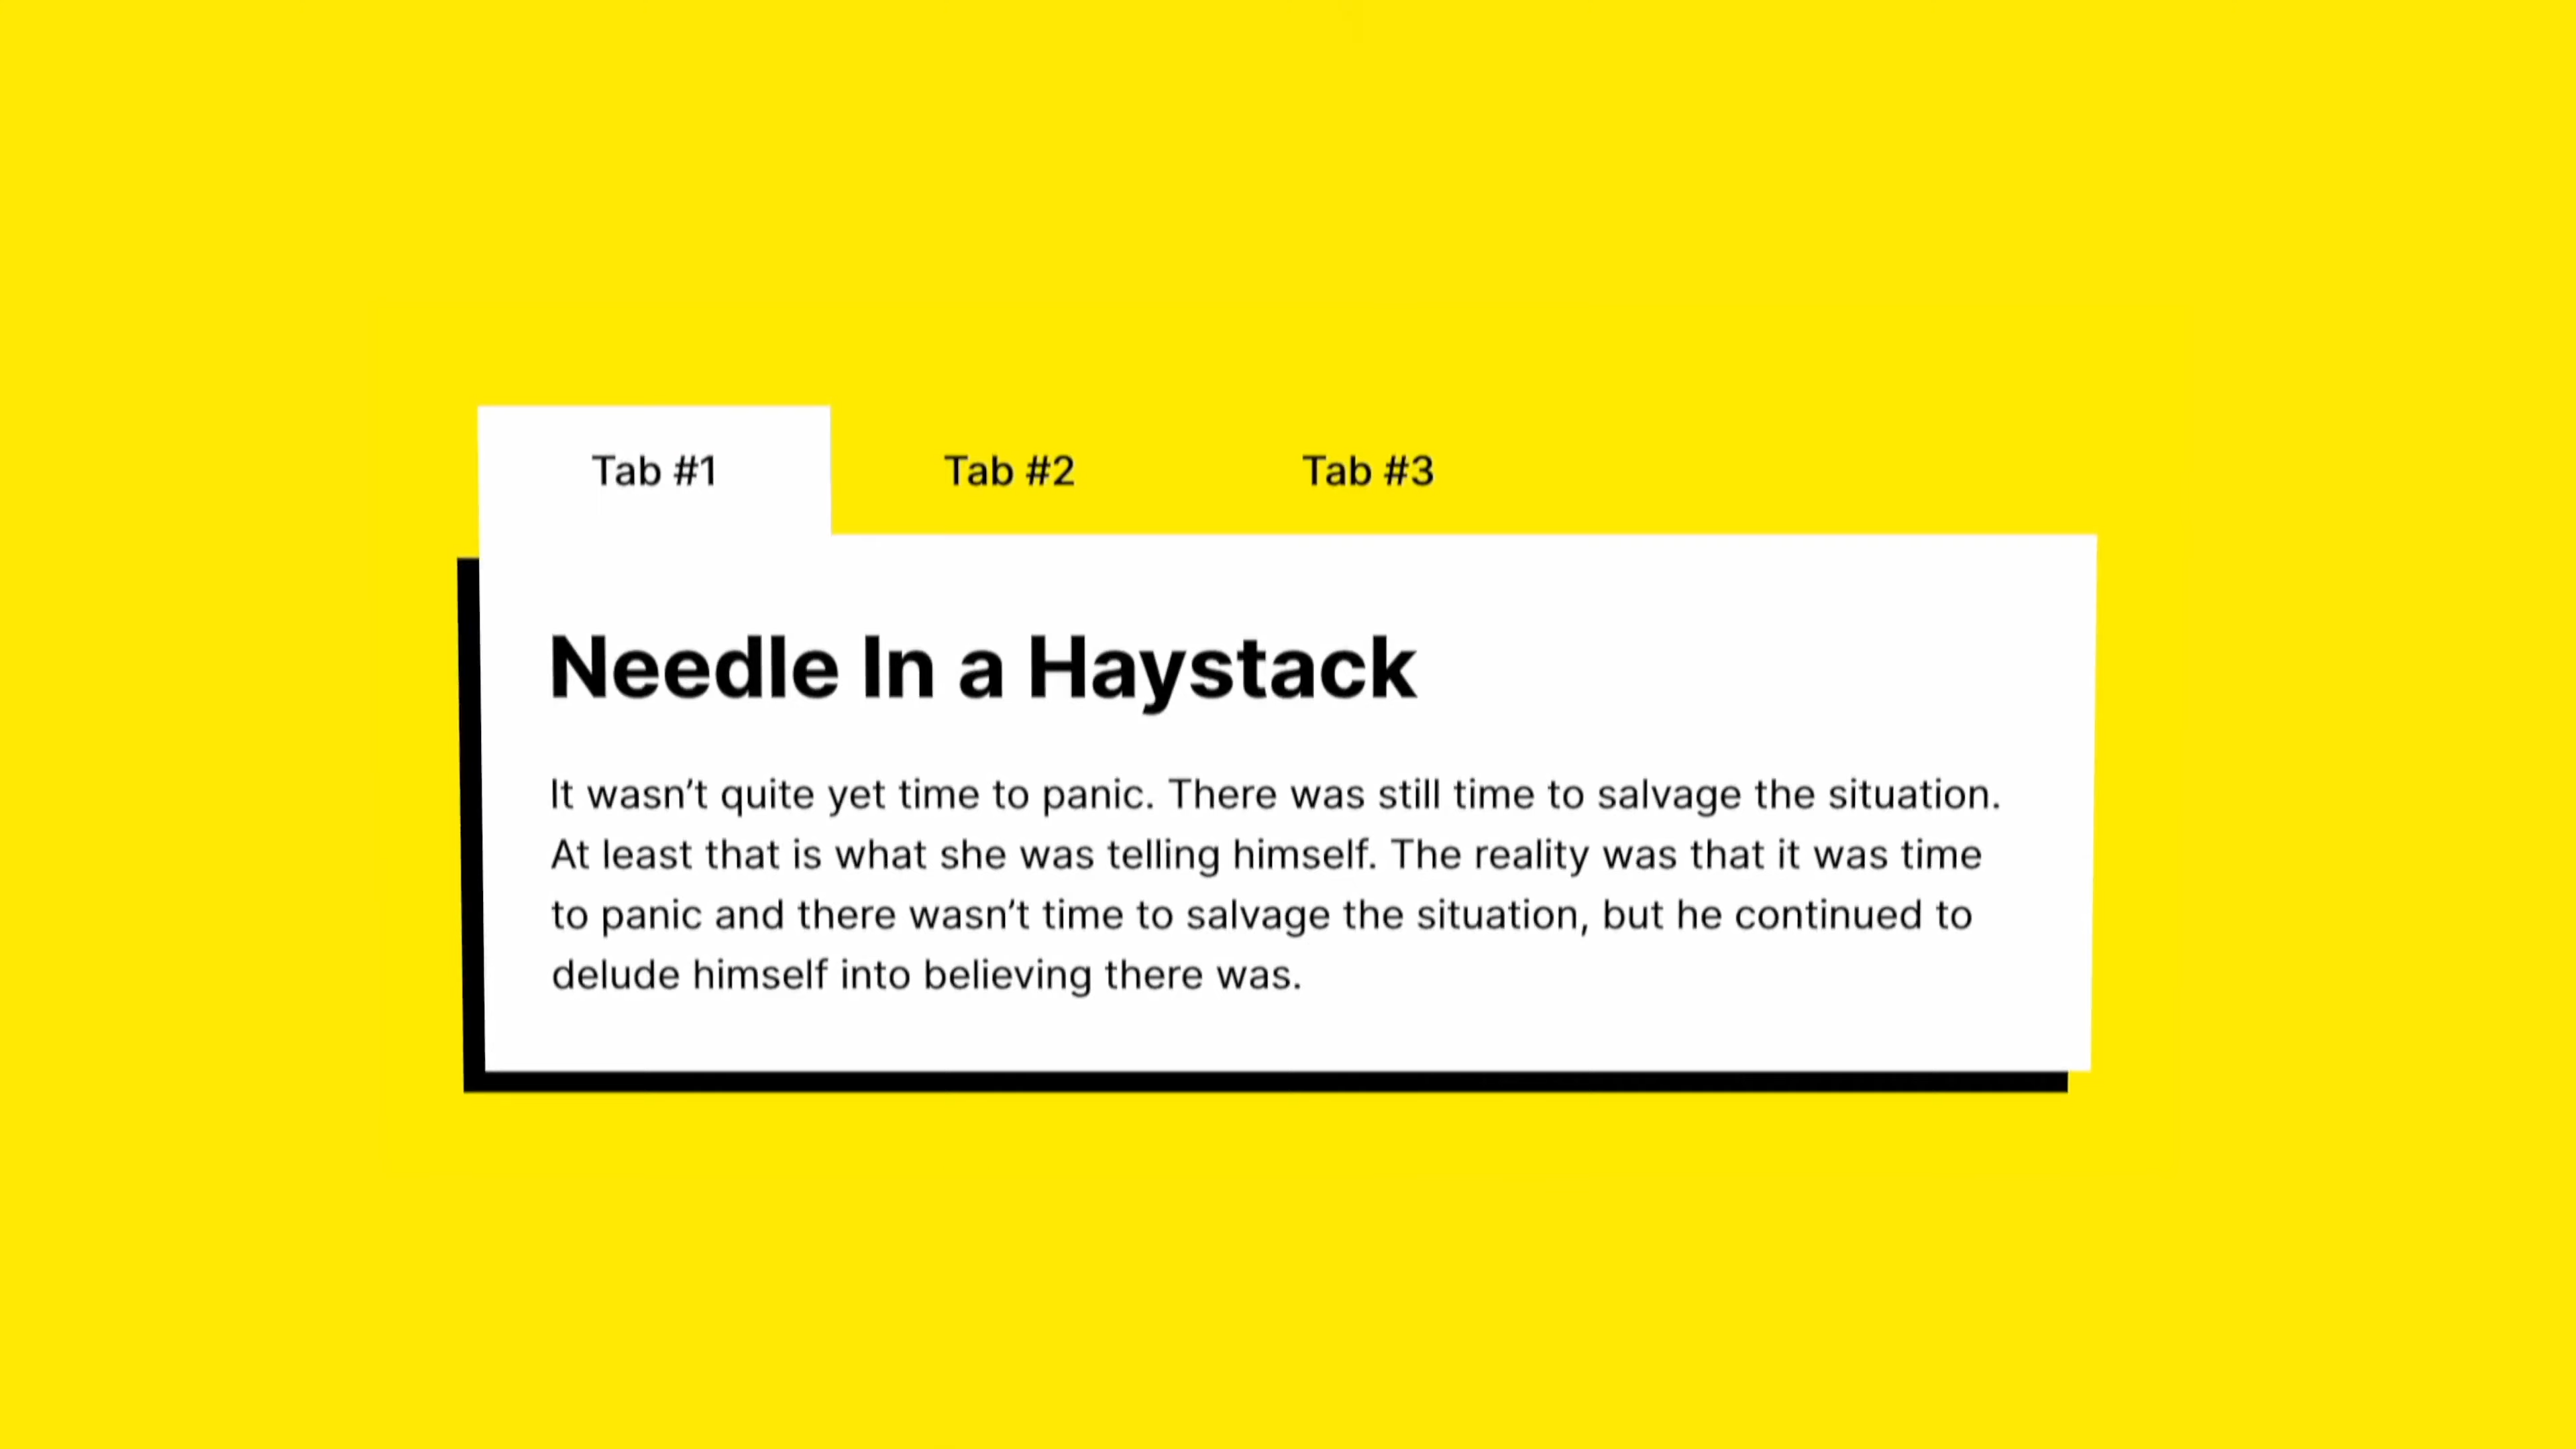 Tab #1 Tab #2 Tab #3
Needle In a Haystack
It wasn’t quite yet time to panic. There was still time to salvage the situation.
At least that is what she was telling himself. The reality was that it was time
to panic and there wasn’t time to salvage the situation, but he continued to
delude himself into believing there was.